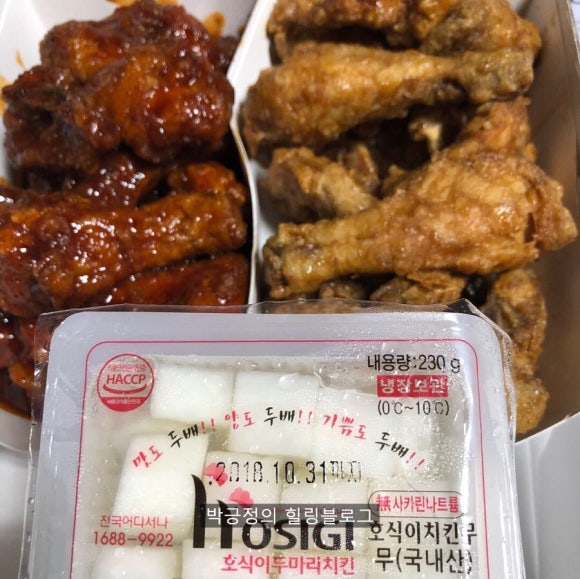 내용량:230 g
냉장보관
(0℃~10℃)
HACCP
맛도 두배!! 양도 두배!! 기쁨도 두배!!
.2018.10.31까지
박긍정의 힐링블로그
HOSIGI
호식이두마리치킨
전국어디서나
1688-9922
無사카린나트륨
호식이치킨무
무(국내산)